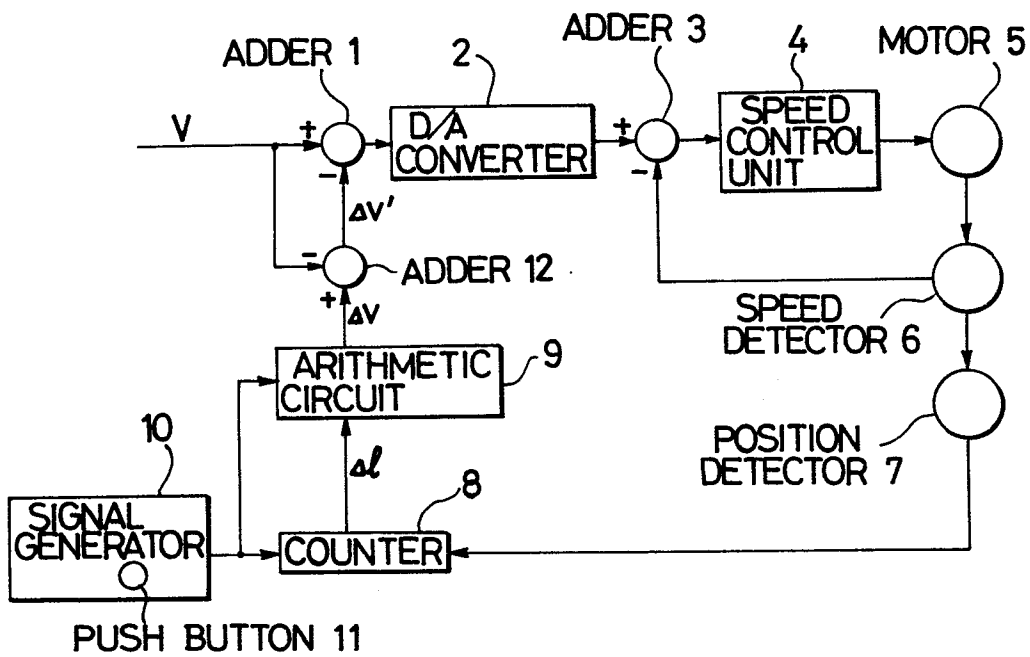 ADDER 1
2
ADDER 3
4
MOTOR 5
V
+
-
D/A
CONVERTER
+
-
SPEED
CONTROL
UNIT
ΔV'
-
+
ADDER 12
ΔV
SPEED
DETECTOR 6
ARITHMETIC
CIRCUIT
9
10
Δl
POSITION
DETECTOR 7
8
SIGNAL
GENERATOR
COUNTER
PUSH BUTTON 11